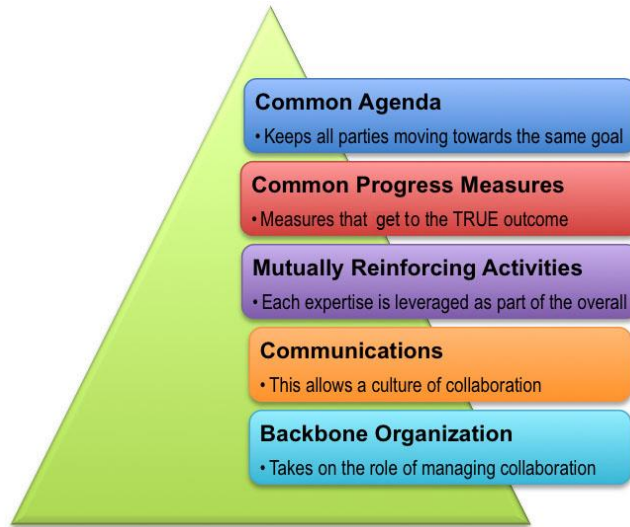 Common Agenda
• Keeps all parties moving towards the same goal
Common Progress Measures
• Measures that get to the TRUE outcome
Mutually Reinforcing Activities
• Each expertise is leveraged as part of the overall
Communications
• This allows a culture of collaboration
Backbone Organization
• Takes on the role of managing collaboration